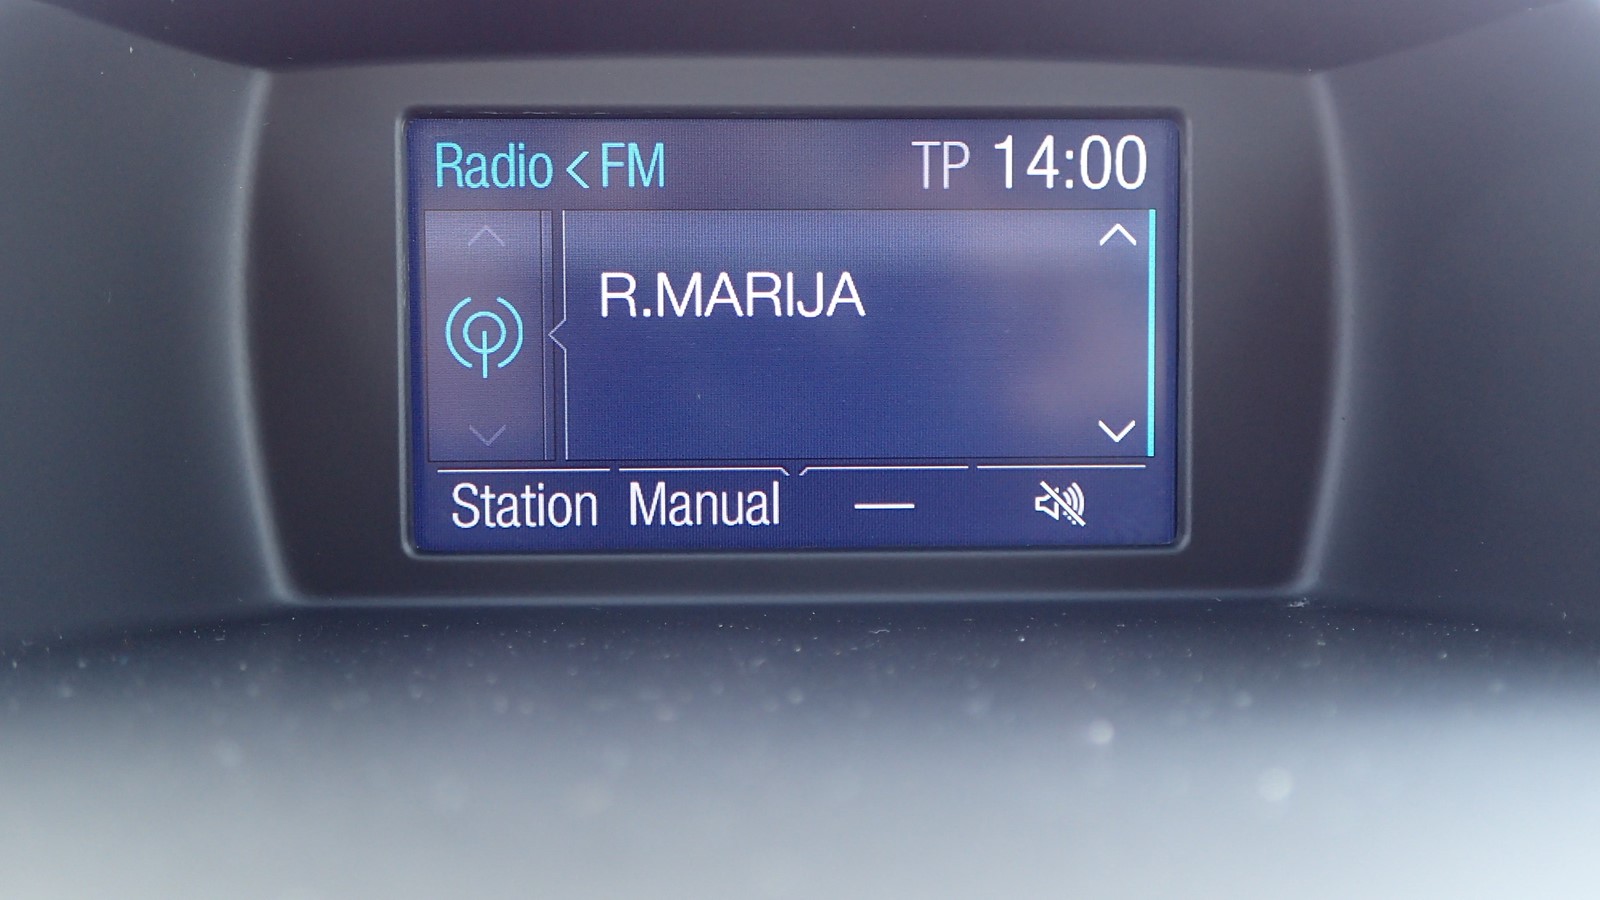 Radio < FM TP 14:00
R.MARIJA
Station Manual —